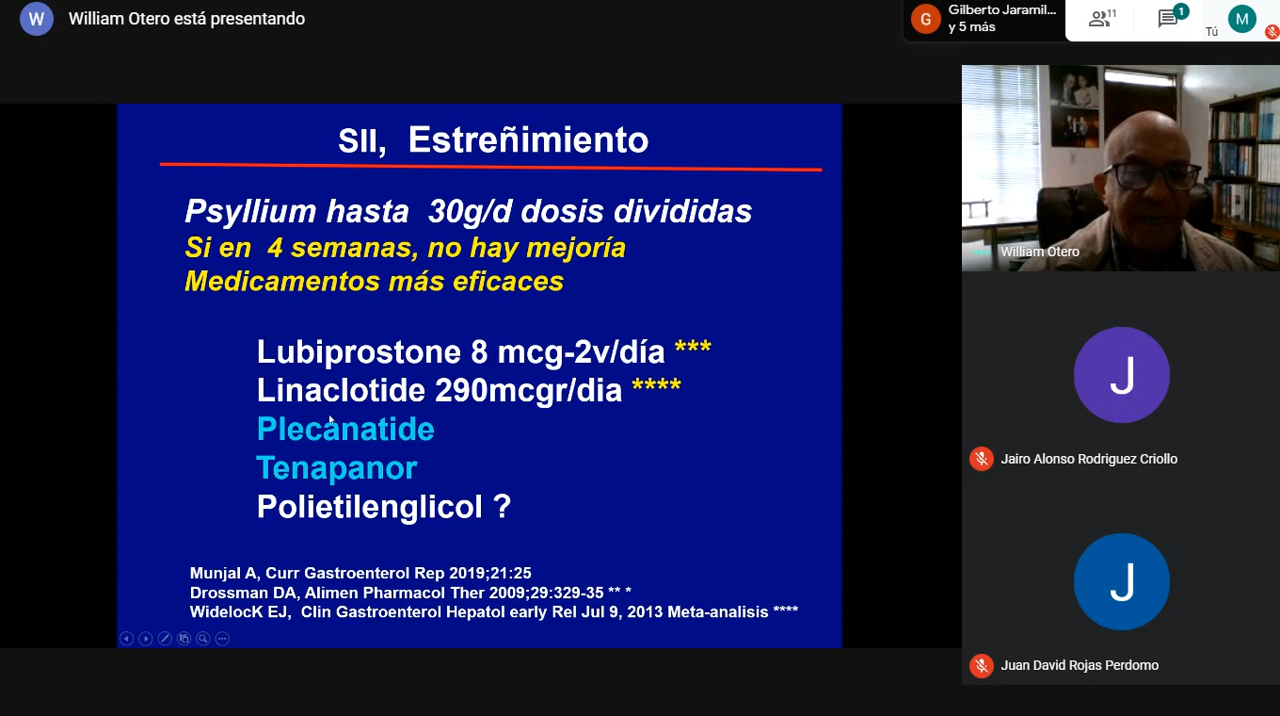 W
William Otero está presentando
G
Gilberto Jaramil...
y 5 más
11
1
Tú
M
SII, Estreñimiento
Psyllium hasta 30g/d dosis divididas
Si en 4 semanas, no hay mejoría
Medicamentos más eficaces
Lubiprostone 8 mcg-2v/día ***
Linaclotide 290mcgr/dia ****
Plecanatide
Tenapanor
Polietilenglicol ?
Munjal A, Curr Gastroenterol Rep 2019;21:25
Drossman DA, Alimen Pharmacol Ther 2009;29:329-35 ** *
WidelocK EJ, Clin Gastroenterol Hepatol early Rel Jul 9, 2013 Meta-analisis ****
William Otero
J
Jairo Alonso Rodriguez Criollo
J
Juan David Rojas Perdomo